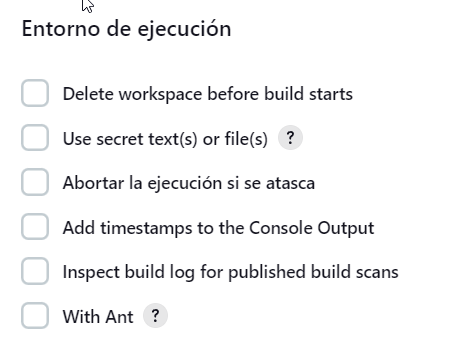 Entorno de ejecución
Delete workspace before build starts
Use secret text(s) or file(s) ?
Abortar la ejecución si se atasca
Add timestamps to the Console Output
Inspect build log for published build scans
With Ant ?